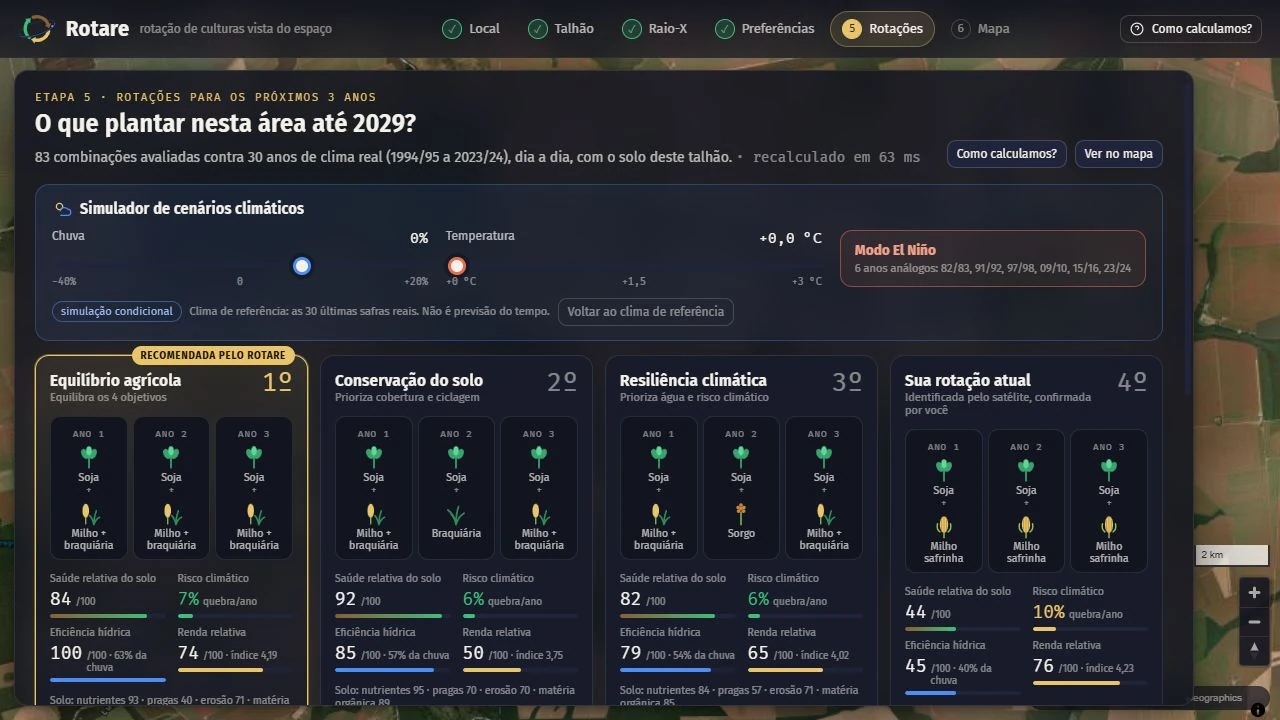 Rotare rotação de culturas vista do espaço
✓ Local ✓ Talhão ✓ Raio-X ✓ Preferências 5 Rotações 6 Mapa
Como calculamos?
ETAPA 5 · ROTAÇÕES PARA OS PRÓXIMOS 3 ANOS
O que plantar nesta área até 2029?
83 combinações avaliadas contra 30 anos de clima real (1994/95 a 2023/24), dia a dia, com o solo deste talhão. · recalculado em 63 ms
Como calculamos? Ver no mapa
Simulador de cenários climáticos
Chuva 0%
-40% 0 +20%
Temperatura +0,0 °C
+0 °C +1,5 +3 °C
Modo El Niño
6 anos análogos: 82/83, 91/92, 97/98, 09/10, 15/16, 23/24
simulação condicional Clima de referência: as 30 últimas safras reais. Não é previsão do tempo. Voltar ao clima de referência
RECOMENDADA PELO ROTARE
Equilíbrio agrícola 1º
Equilibra os 4 objetivos
ANO 1 ANO 2 ANO 3
Soja Soja Soja
+ + +
Milho + Milho + Milho +
braquiária braquiária braquiária
Saúde relativa do solo Risco climático
84 /100 7% quebra/ano
Eficiência hídrica Renda relativa
100 /100 · 63% da 74 /100 · índice 4,19
chuva
Solo: nutrientes 93 · pragas 40 · erosão 71 · matéria
Conservação do solo 2º
Prioriza cobertura e ciclagem
ANO 1 ANO 2 ANO 3
Soja Soja Soja
+ + +
Milho + Braquiária Milho +
braquiária braquiária
Saúde relativa do solo Risco climático
92 /100 6% quebra/ano
Eficiência hídrica Renda relativa
85 /100 · 57% da chuva 50 /100 · índice 3,75
Solo: nutrientes 95 · pragas 70 · erosão 70 · matéria
orgânica 89
Resiliência climática 3º
Prioriza água e risco climático
ANO 1 ANO 2 ANO 3
Soja Soja Soja
+ + +
Milho + Sorgo Milho +
braquiária braquiária
Saúde relativa do solo Risco climático
82 /100 6% quebra/ano
Eficiência hídrica Renda relativa
79 /100 · 54% da chuva 65 /100 · índice 4,02
Solo: nutrientes 84 · pragas 57 · erosão 71 · matéria
orgânica 85
Sua rotação atual 4º
Identificada pelo satélite, confirmada
por você
ANO 1 ANO 2 ANO 3
Soja Soja Soja
+ + +
Milho Milho Milho
safrinha safrinha safrinha
Saúde relativa do solo Risco climático
44 /100 10% quebra/ano
Eficiência hídrica Renda relativa
45 /100 · 40% da 76 /100 · índice 4,23
chuva
2 km
+
−
eographics